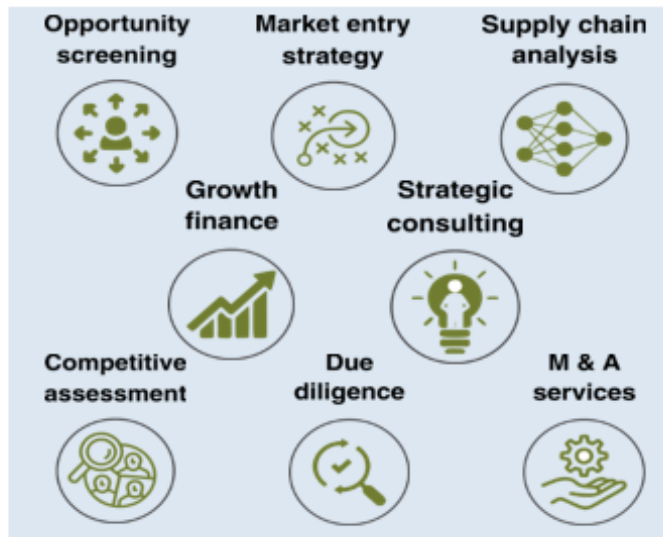 Opportunity
screening
Market entry
strategy
Supply chain
analysis
Growth
finance
Strategic
consulting
Competitive
assessment
Due
diligence
M & A
services